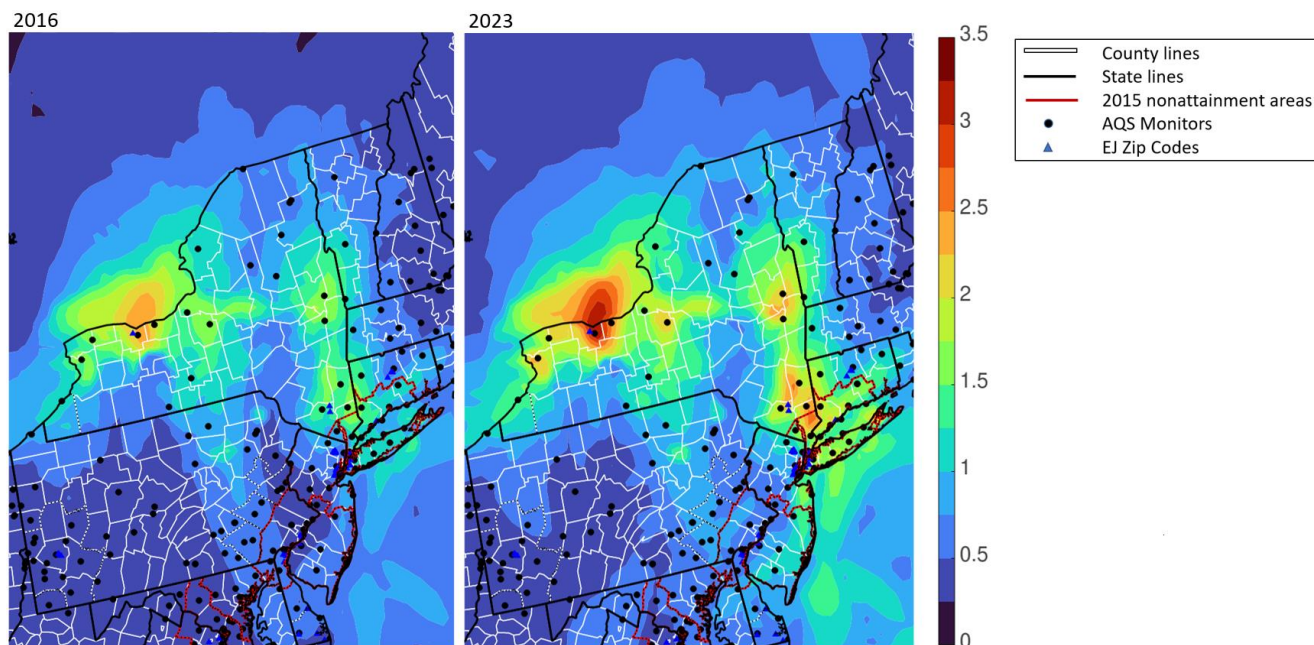 2016
2023
3.5
3
2.5
2
1.5
1
0.5
0
County lines
State lines
2015 nonattainment areas
AQS Monitors
EJ Zip Codes